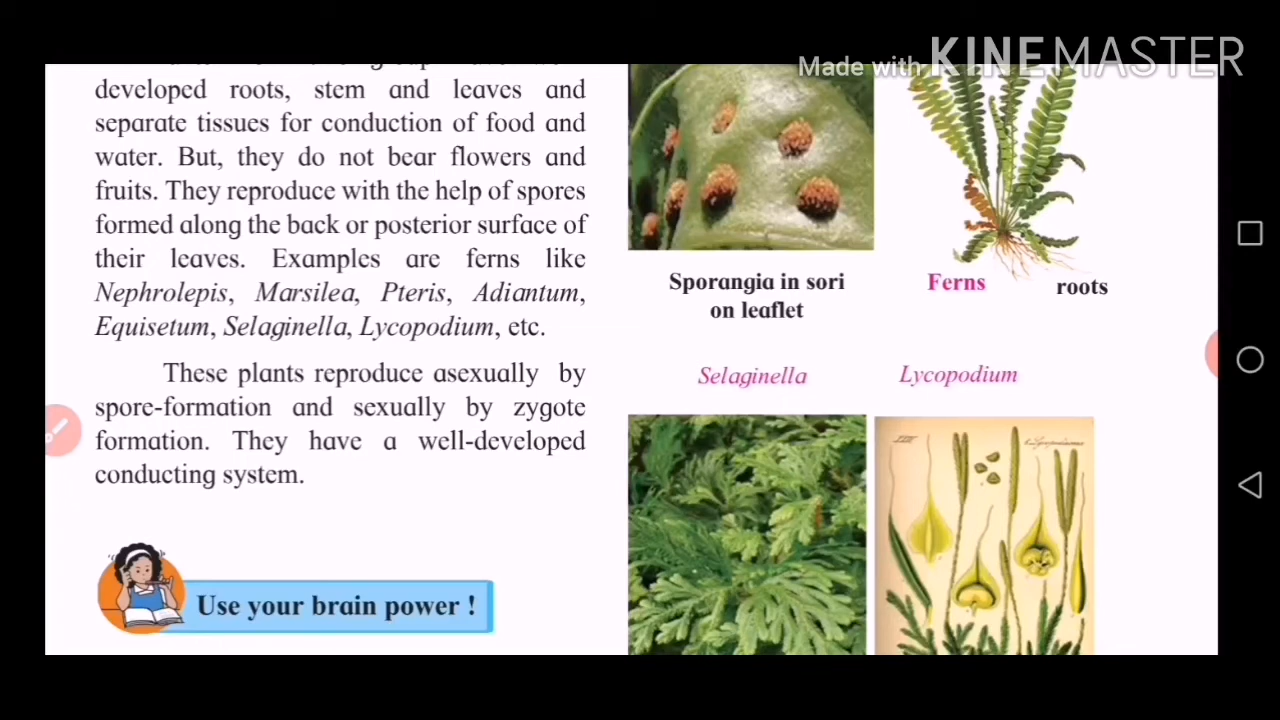 Made with KINEMASTER
developed roots, stem and leaves and
separate tissues for conduction of food and
water. But, they do not bear flowers and
fruits. They reproduce with the help of spores
formed along the back or posterior surface of
their leaves. Examples are ferns like
Nephrolepis, Marsilea, Pteris, Adiantum,
Equisetum, Selaginella, Lycopodium, etc.
These plants reproduce asexually by
spore-formation and sexually by zygote
formation. They have a well-developed
conducting system.
Use your brain power !
Sporangia in sori
on leaflet
Ferns
roots
Selaginella
Lycopodium